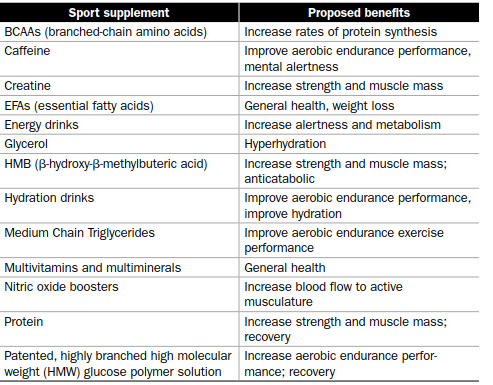 Sport supplement Proposed benefits
BCAAs (branched-chain amino acids) Increase rates of protein synthesis
Caffeine Improve aerobic endurance performance,
mental alertness
Creatine Increase strength and muscle mass
EFAs (essential fatty acids) General health, weight loss
Energy drinks Increase alertness and metabolism
Glycerol Hyperhydration
HMB (β-hydroxy-β-methylbuteric acid) Increase strength and muscle mass;
anticatabolic
Hydration drinks Improve aerobic endurance performance,
improve hydration
Medium Chain Triglycerides Improve aerobic endurance exercise
performance
Multivitamins and multiminerals General health
Nitric oxide boosters Increase blood flow to active
musculature
Protein Increase strength and muscle mass;
recovery
Patented, highly branched high molecular Increase aerobic endurance perfor-
weight (HMW) glucose polymer solution mance; recovery